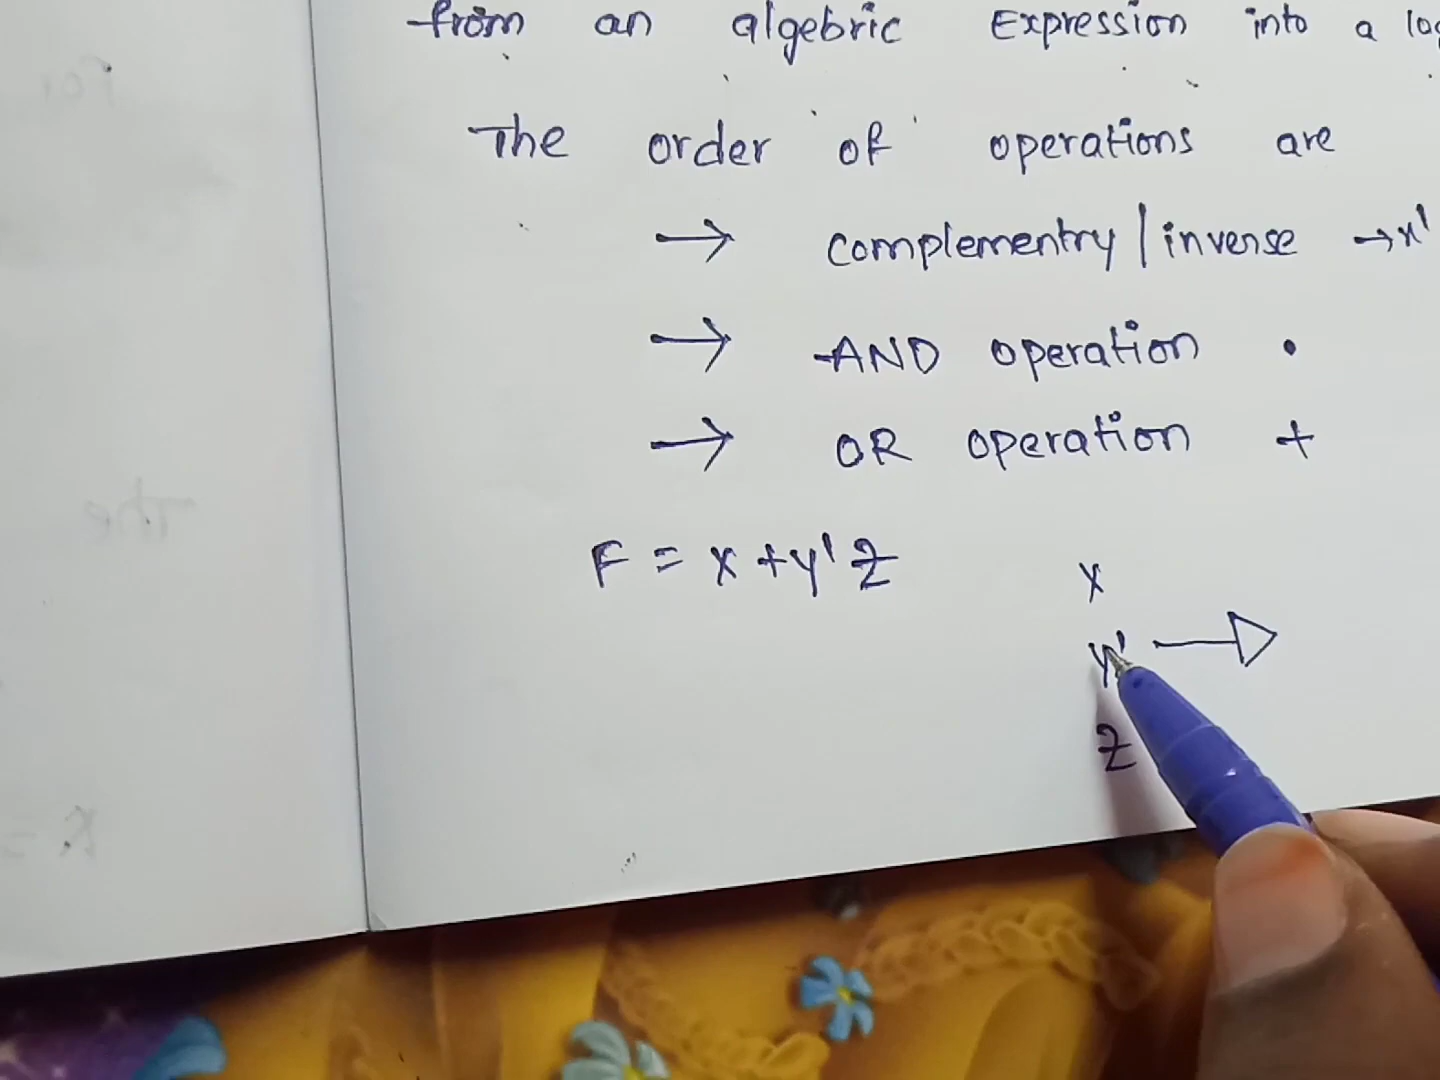 from an algebric Expression into a
The order of operations are
→ complementry / inverse → x'
→ AND operation •
→ OR operation +
F = x + y' z
x
y'
z